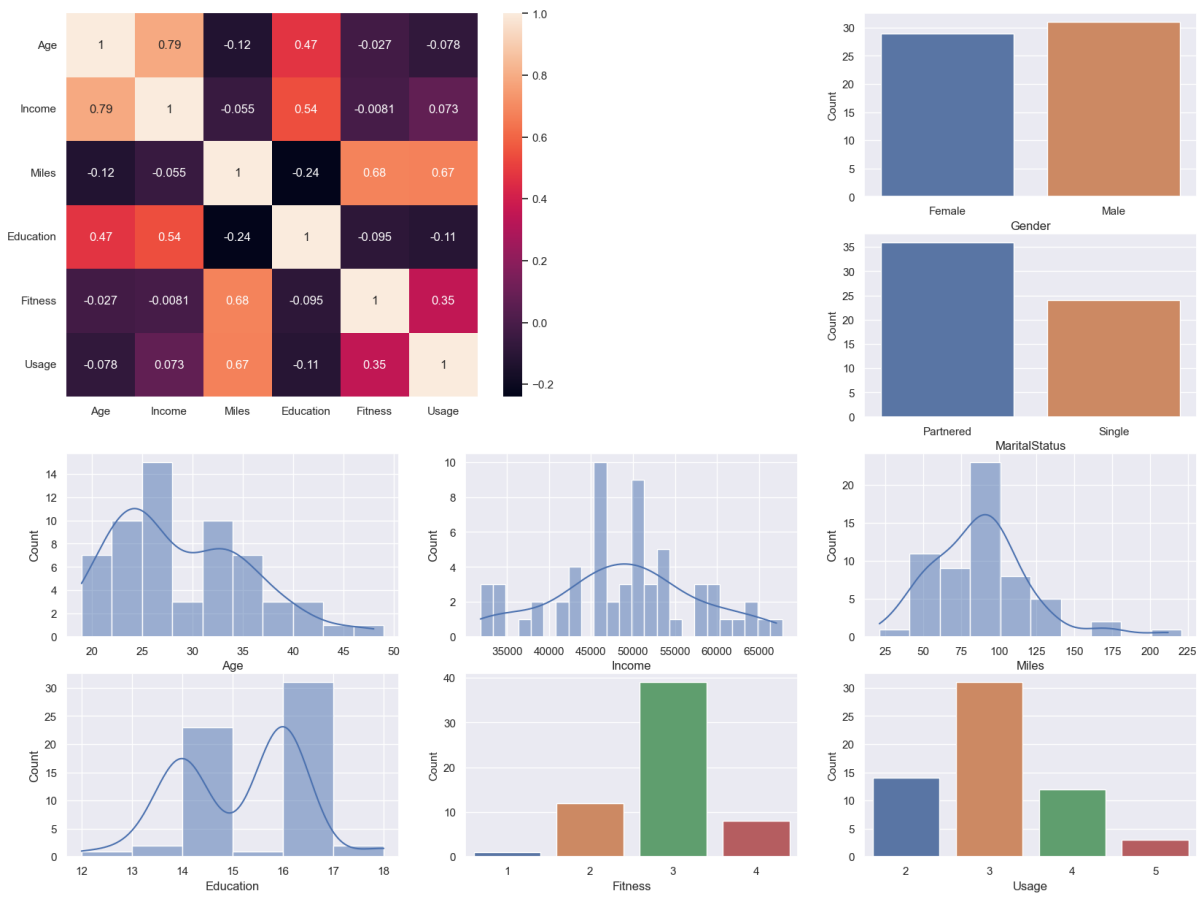 Age 1 0.79 -0.12 0.47 -0.027 -0.078
Income 0.79 1 -0.055 0.54 -0.0081 0.073
Miles -0.12 -0.055 1 -0.24 0.68 0.67
Education 0.47 0.54 -0.24 1 -0.095 -0.11
Fitness -0.027 -0.0081 0.68 -0.095 1 0.35
Usage -0.078 0.073 0.67 -0.11 0.35 1
Age Income Miles Education Fitness Usage
1.0
0.8
0.6
0.4
0.2
0.0
−0.2
Count
30
25
20
15
10
5
0
Female Male
Gender
Count
35
30
25
20
15
10
5
0
Partnered Single
MaritalStatus
Count
14
12
10
8
6
4
2
0
20 25 30 35 40 45 50
Age
Count
10
8
6
4
2
0
35000 40000 45000 50000 55000 60000 65000
Income
Count
20
15
10
5
0
25 50 75 100 125 150 175 200 225
Miles
Count
30
25
20
15
10
5
0
12 13 14 15 16 17 18
Education
Count
40
30
20
10
0
1 2 3 4
Fitness
Count
30
25
20
15
10
5
0
2 3 4 5
Usage